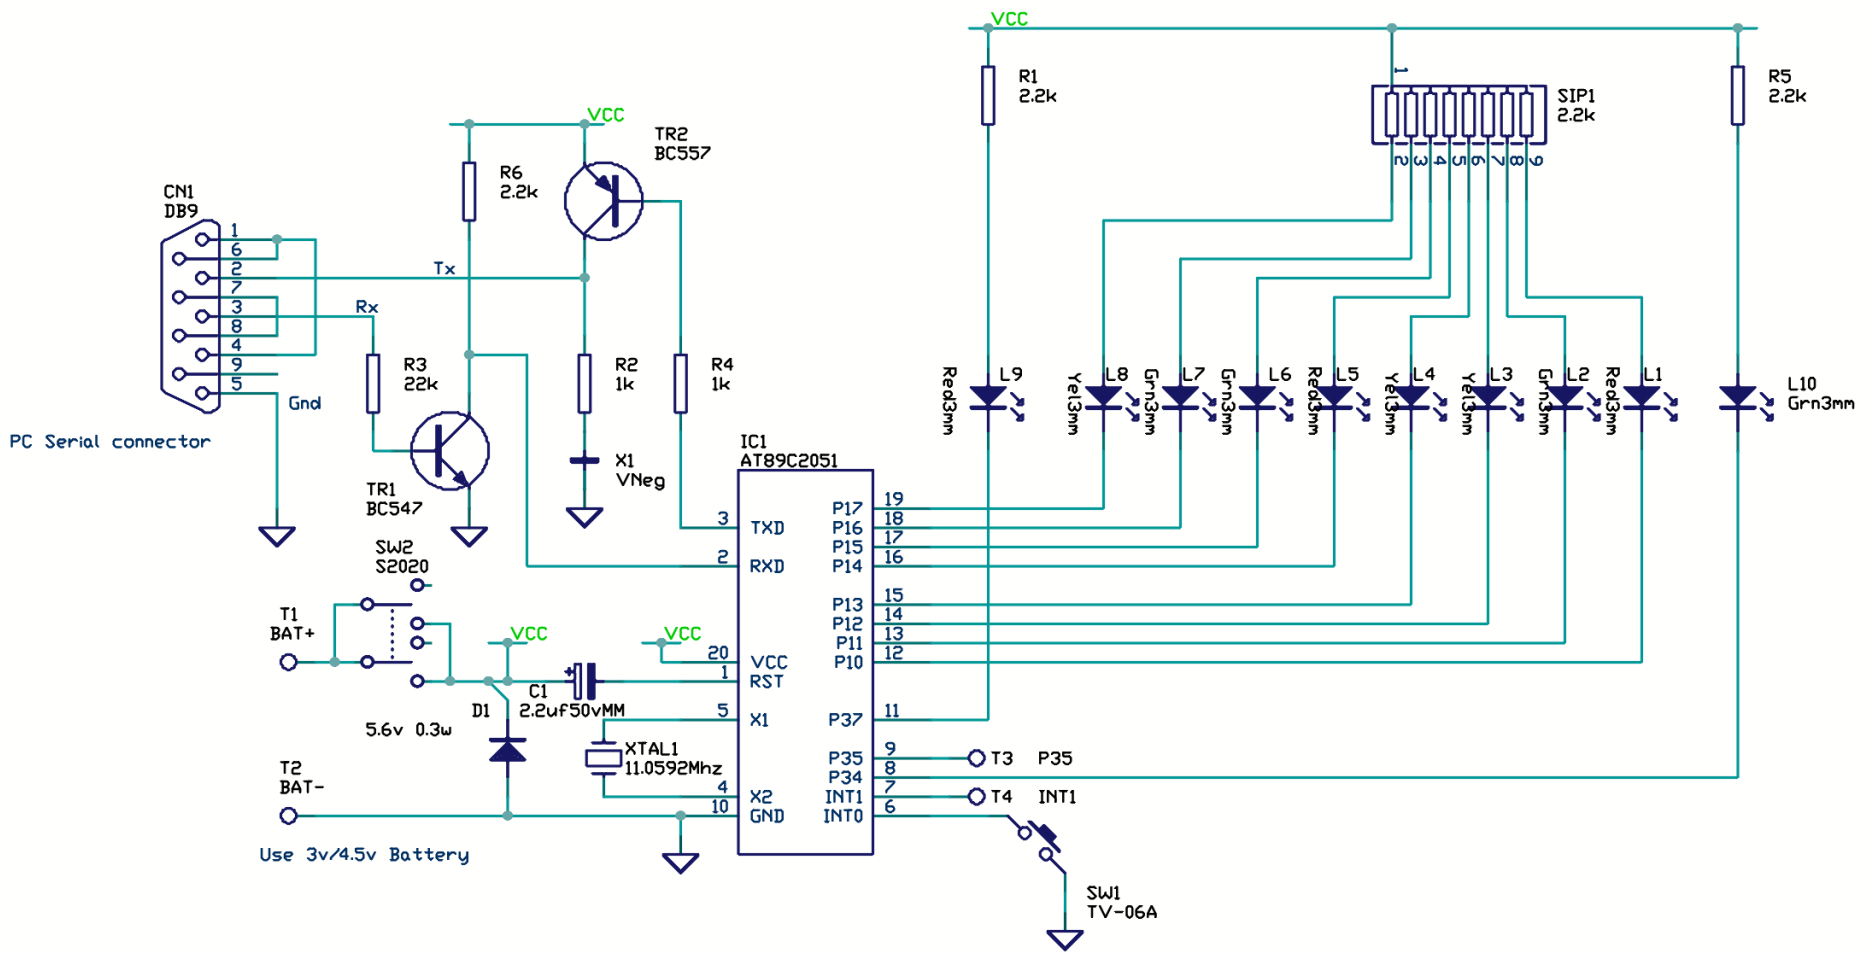 VCC
R1
2.2k
1
SIP1
2.2k
R5
2.2k
2 3 4 5 6 7 8 9
VCC
TR2
BC557
R6
2.2k
CN1
DB9
1
6
2
7
3
8
4
9
5
Tx
Rx
Gnd
PC Serial connector
R3
22k
R2
1k
R4
1k
TR1
BC547
X1
VNeg
L9
Red3mm
L8
Yel3mm
L7
Grn3mm
L6
Grn3mm
L5
Red3mm
L4
Yel3mm
L3
Yel3mm
L2
Grn3mm
L1
Red3mm
L10
Grn3mm
IC1
AT89C2051
3 TXD
2 RXD
20 VCC
1 RST
5 X1
4 X2
10 GND
P17 19
P16 18
P15 17
P14 16
P13 15
P12 14
P11 13
P10 12
P37 11
P35 9
P34 8
INT1 7
INT0 6
SW2
S2020
T1
BAT+
VCC
VCC
C1
2.2uf50vMM
D1
5.6v 0.3w
XTAL1
11.0592Mhz
T2
BAT-
Use 3v/4.5v Battery
T3 P35
T4 INT1
SW1
TV-06A